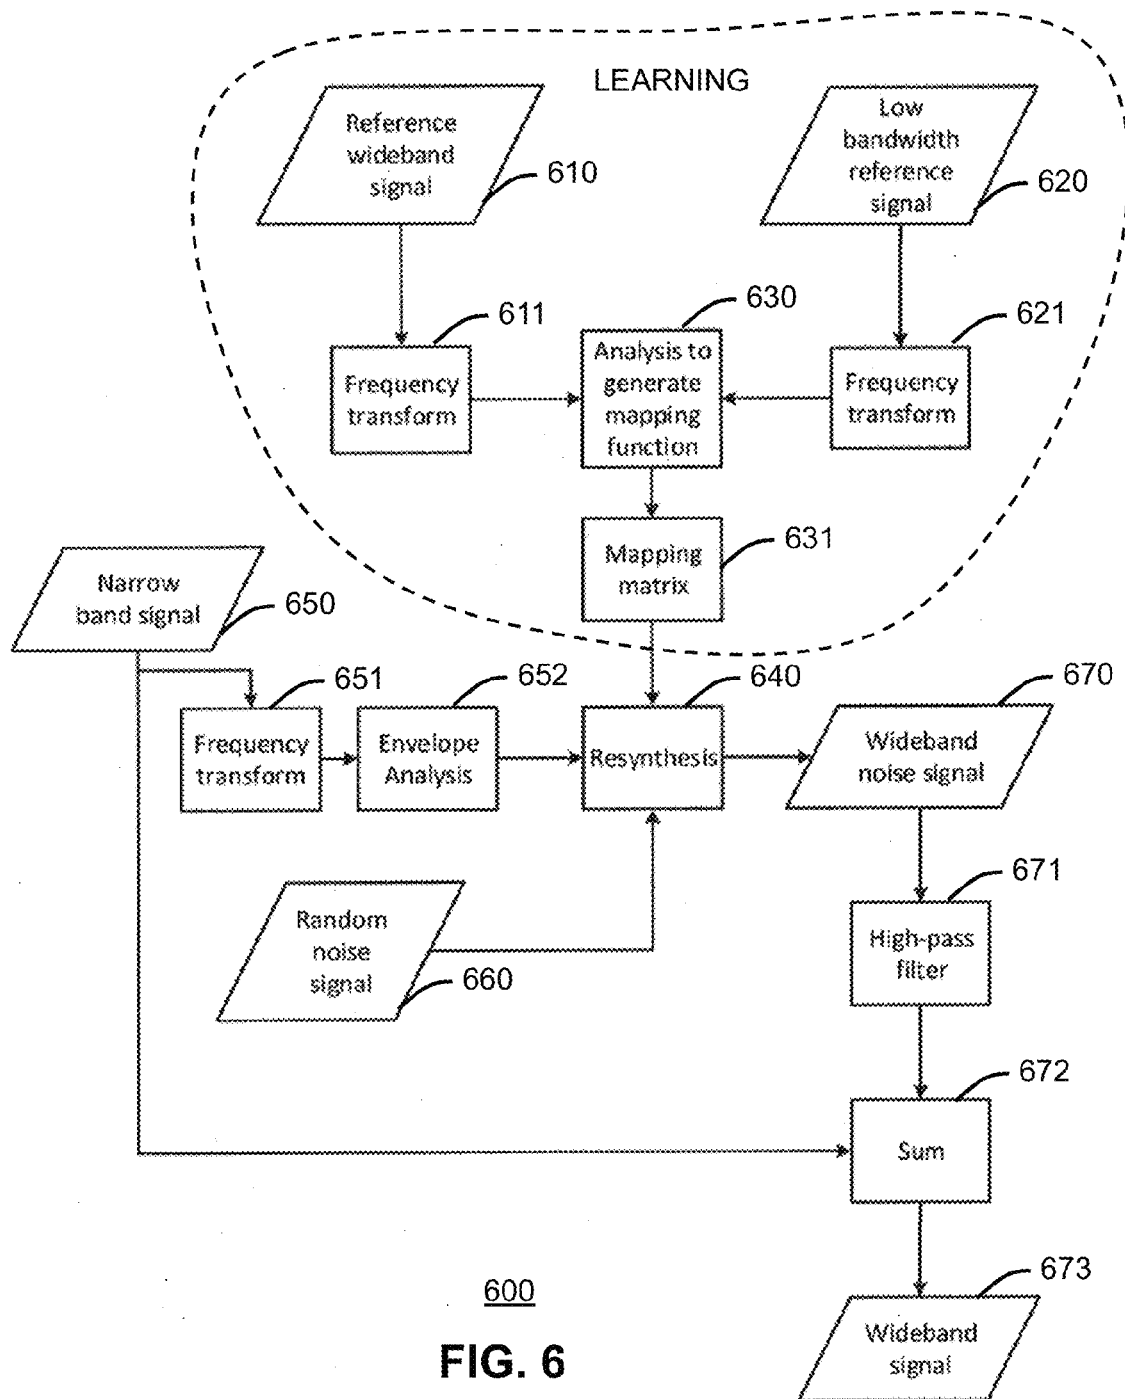 LEARNING
Reference
wideband
signal
610
Low
bandwidth
reference
signal
620
611
Frequency
transform
630
Analysis to
generate
mapping
function
621
Frequency
transform
Mapping
matrix
631
Narrow
band signal
650
651
Frequency
transform
652
Envelope
Analysis
640
Resynthesis
670
Wideband
noise signal
Random
noise
signal
660
671
High-pass
filter
672
Sum
673
Wideband
signal
600
FIG. 6